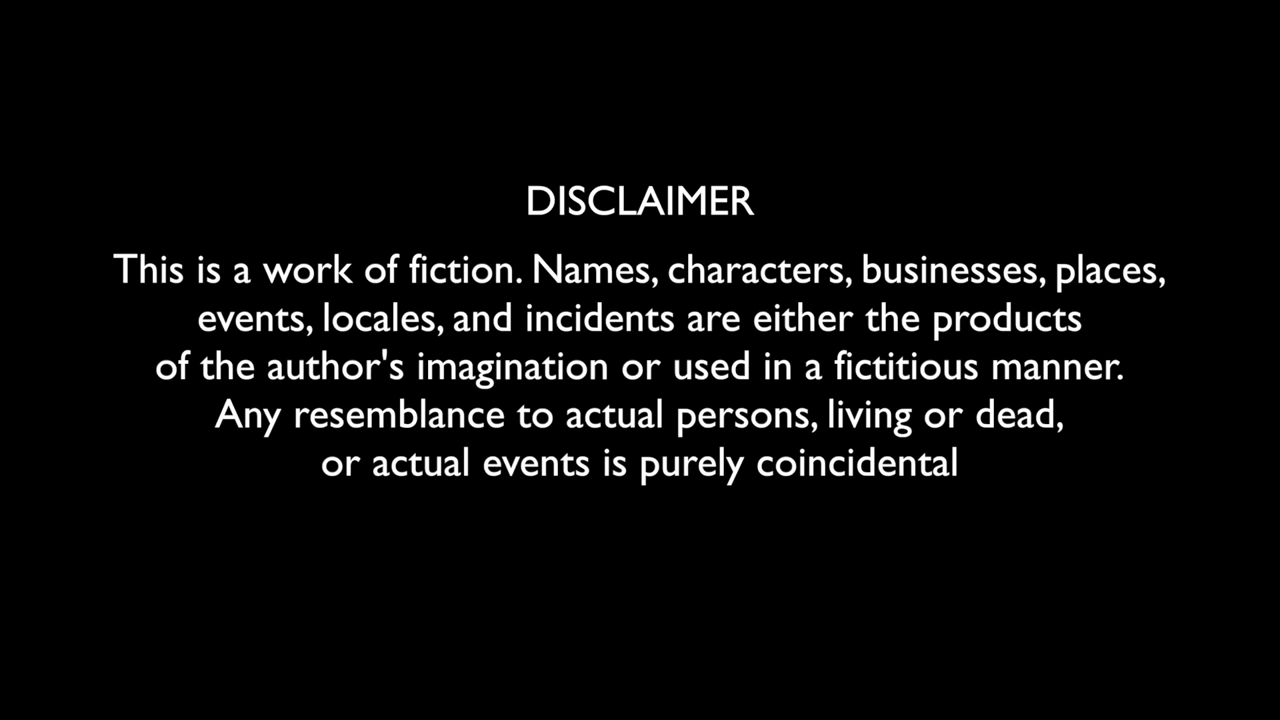 DISCLAIMER
This is a work of fiction. Names, characters, businesses, places,
events, locales, and incidents are either the products
of the author's imagination or used in a fictitious manner.
Any resemblance to actual persons, living or dead,
or actual events is purely coincidental